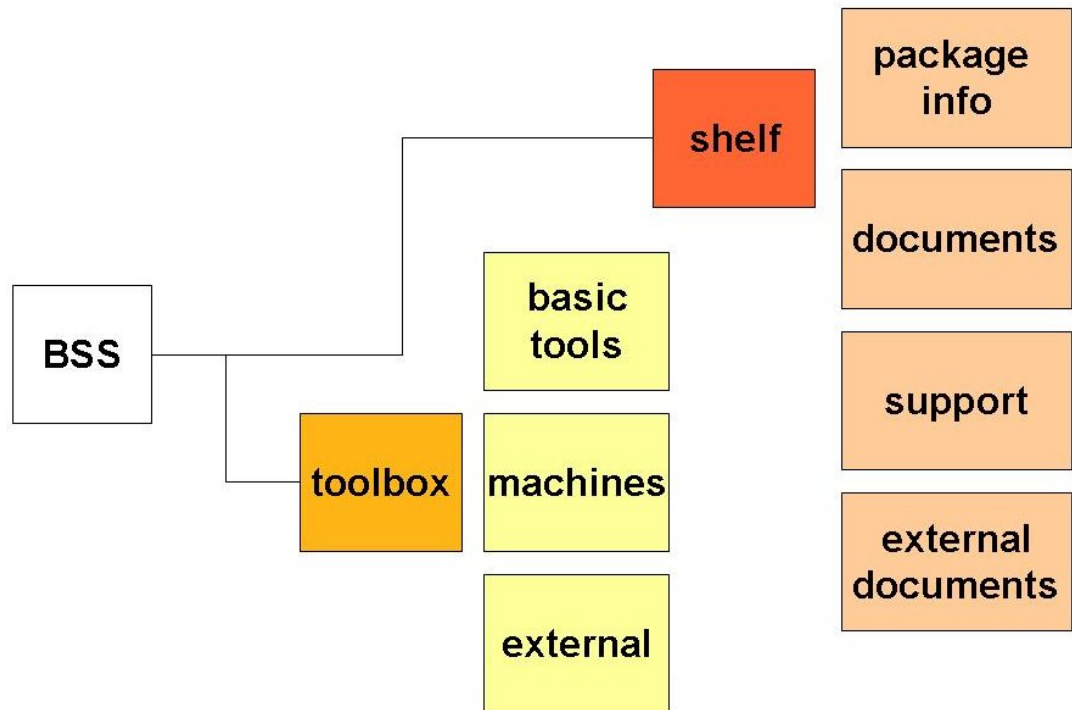 BSS
toolbox
basic
tools
machines
external
shelf
package
info
documents
support
external
documents